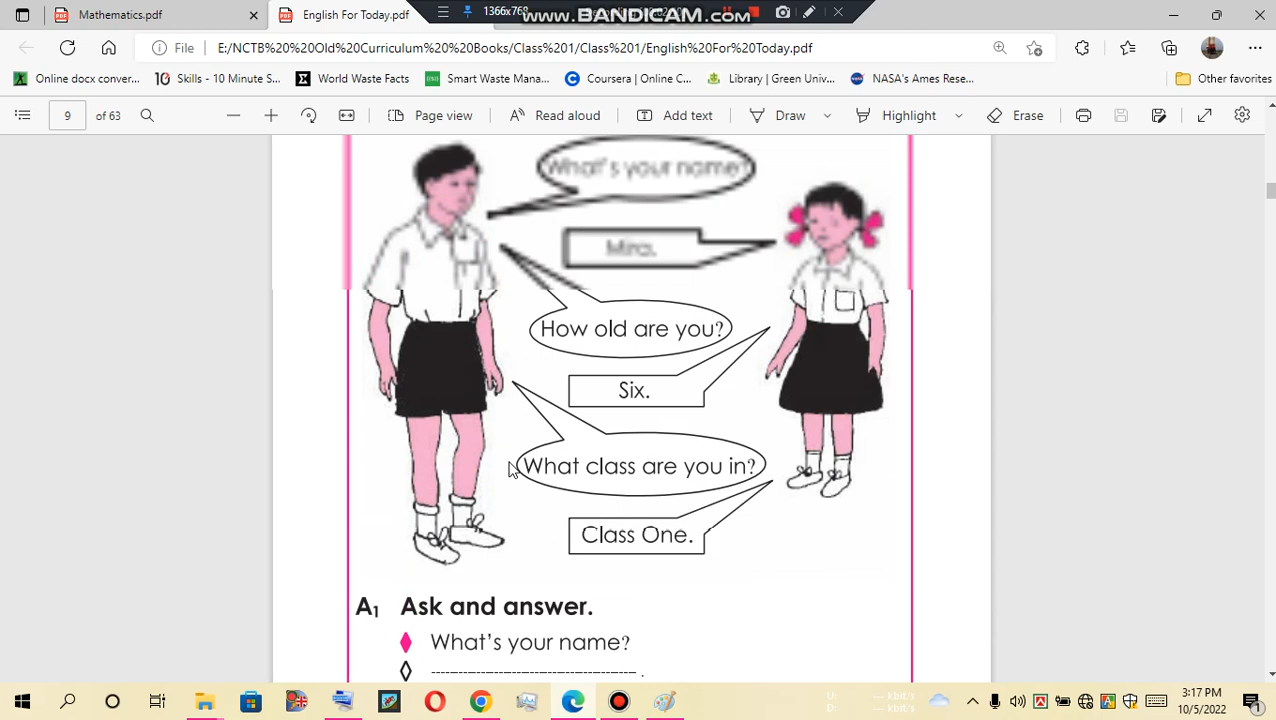 Mathematics.pdf
English For Today.pdf
1366x768
www.BANDICAM.com
File
E:/NCTB%20%20Old%20Curriculum%20%20Books/Class%201/Class%201/English%20For%20Today.pdf
Online docx conver...
Skills - 10 Minute S...
World Waste Facts
Smart Waste Mana...
Coursera | Online C...
Library | Green Univ...
NASA's Ames Rese...
Other favorites
9 of 63
Page view
Read aloud
Add text
Draw
Highlight
Erase
What's your name?
Mira.
How old are you?
Six.
What class are you in?
Class One.
A1 Ask and answer.
What's your name?
U: --- kbit/s
D: --- kbit/s
:17 PM
10/5/2022